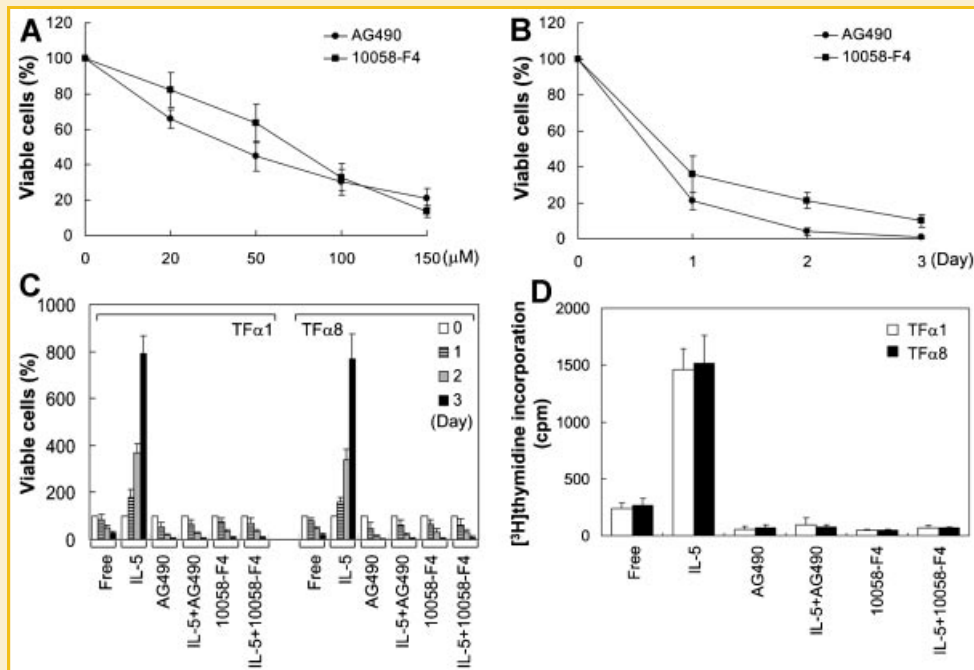 A
120
100
80
60
40
20
0
Viable cells (%)
AG490
10058-F4
0 20 50 100 150 (μM)
B
120
100
80
60
40
20
0
Viable cells (%)
AG490
10058-F4
0 1 2 3 (Day)
C
1000
800
600
400
200
0
Viable cells (%)
TFα1 TFα8
0
1
2
3
(Day)
Free IL-5 AG490 IL-5+AG490 10058-F4 IL-5+10058-F4 Free IL-5 AG490 IL-5+AG490 10058-F4 IL-5+10058-F4
D
2000
1500
1000
500
0
[³H]thymidine incorporation
(cpm)
TFα1
TFα8
Free IL-5 AG490 IL-5+AG490 10058-F4 IL-5+10058-F4